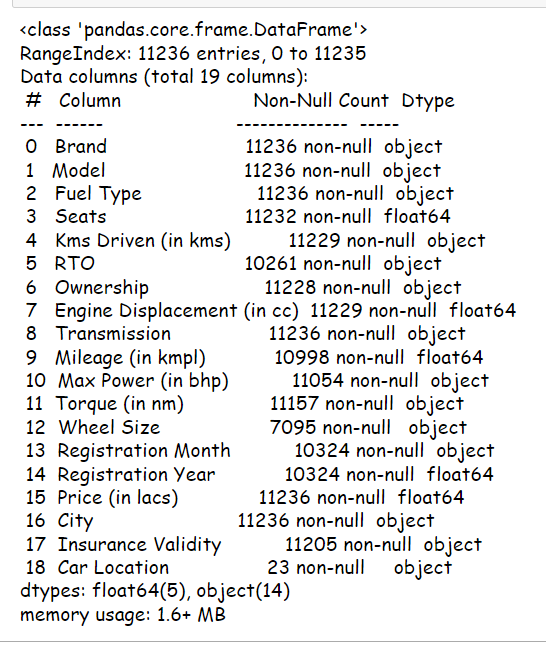 <class 'pandas.core.frame.DataFrame'>
RangeIndex: 11236 entries, 0 to 11235
Data columns (total 19 columns):
# Column Non-Null Count Dtype
--- ------ -------------- -----
0 Brand 11236 non-null object
1 Model 11236 non-null object
2 Fuel Type 11236 non-null object
3 Seats 11232 non-null float64
4 Kms Driven (in kms) 11229 non-null object
5 RTO 10261 non-null object
6 Ownership 11228 non-null object
7 Engine Displacement (in cc) 11229 non-null float64
8 Transmission 11236 non-null object
9 Mileage (in kmpl) 10998 non-null float64
10 Max Power (in bhp) 11054 non-null object
11 Torque (in nm) 11157 non-null object
12 Wheel Size 7095 non-null object
13 Registration Month 10324 non-null object
14 Registration Year 10324 non-null float64
15 Price (in lacs) 11236 non-null float64
16 City 11236 non-null object
17 Insurance Validity 11205 non-null object
18 Car Location 23 non-null object
dtypes: float64(5), object(14)
memory usage: 1.6+ MB